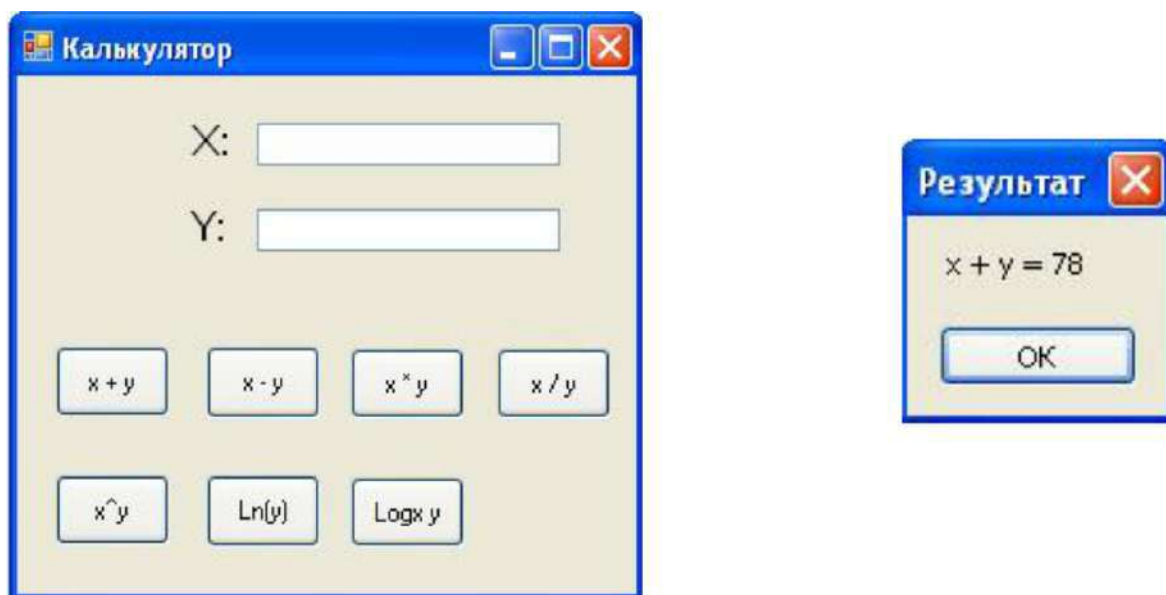 Калькулятор
X:
Y:
x + y
x - y
x * y
x / y
x^y
Ln(y)
Logx y
Результат
x + y = 78
OK